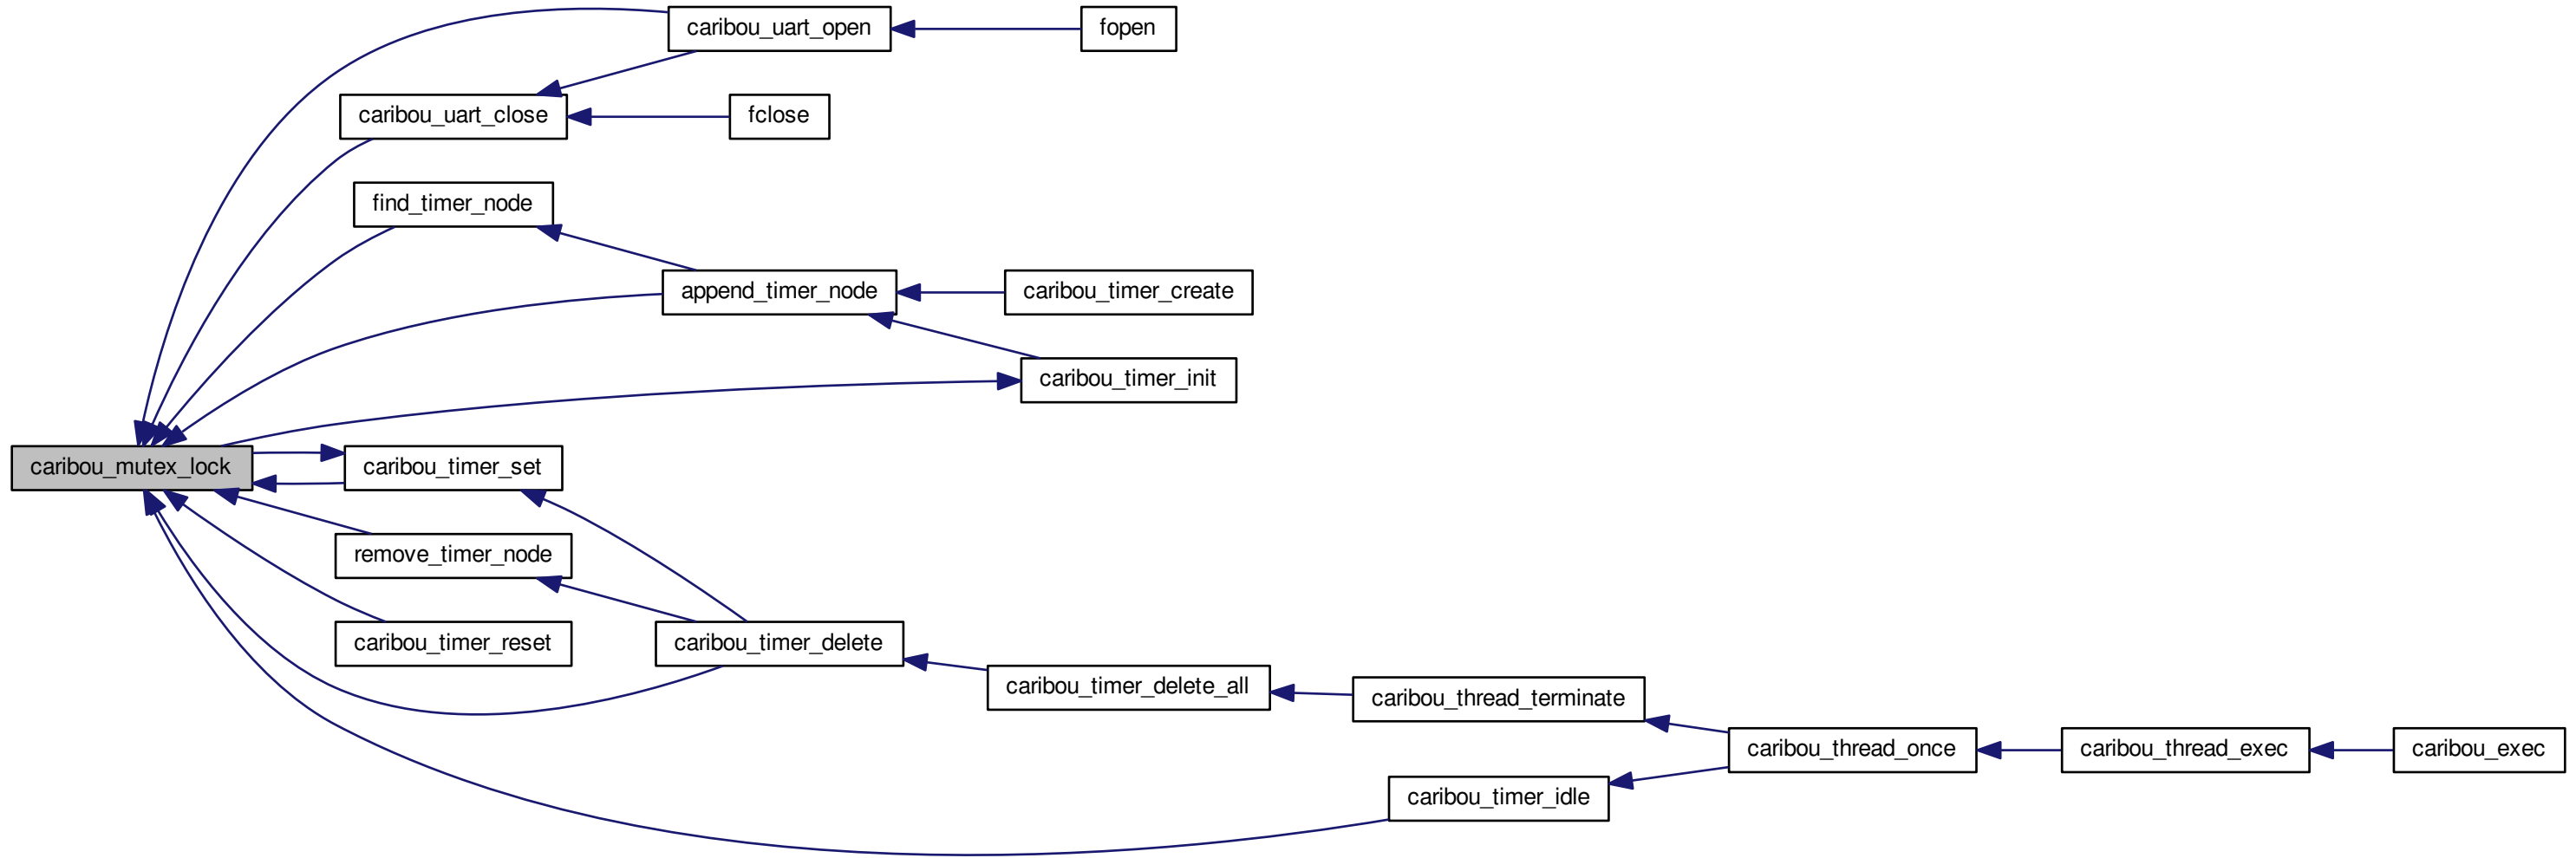 caribou_uart_open
fopen
caribou_uart_close
fclose
find_timer_node
append_timer_node
caribou_timer_create
caribou_timer_init
caribou_mutex_lock
caribou_timer_set
remove_timer_node
caribou_timer_reset
caribou_timer_delete
caribou_timer_delete_all
caribou_thread_terminate
caribou_thread_once
caribou_thread_exec
caribou_exec
caribou_timer_idle